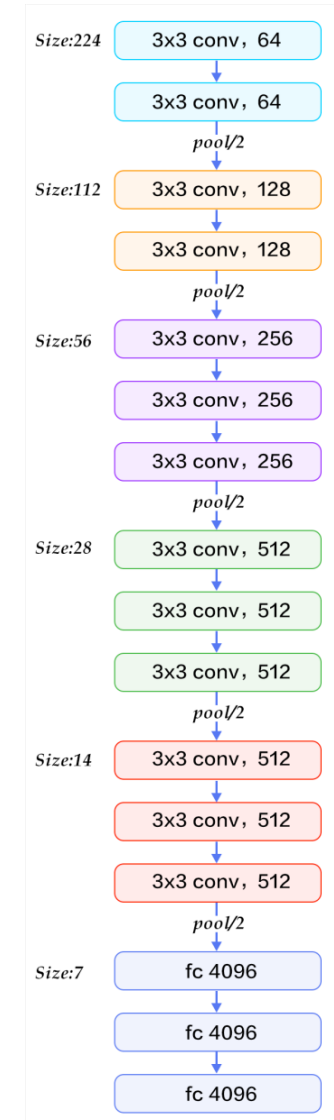 Size:224 3x3 conv，64
3x3 conv，64
pool/2
Size:112 3x3 conv，128
3x3 conv，128
pool/2
Size:56 3x3 conv，256
3x3 conv，256
3x3 conv，256
pool/2
Size:28 3x3 conv，512
3x3 conv，512
3x3 conv，512
pool/2
Size:14 3x3 conv，512
3x3 conv，512
3x3 conv，512
pool/2
Size:7 fc 4096
fc 4096
fc 4096